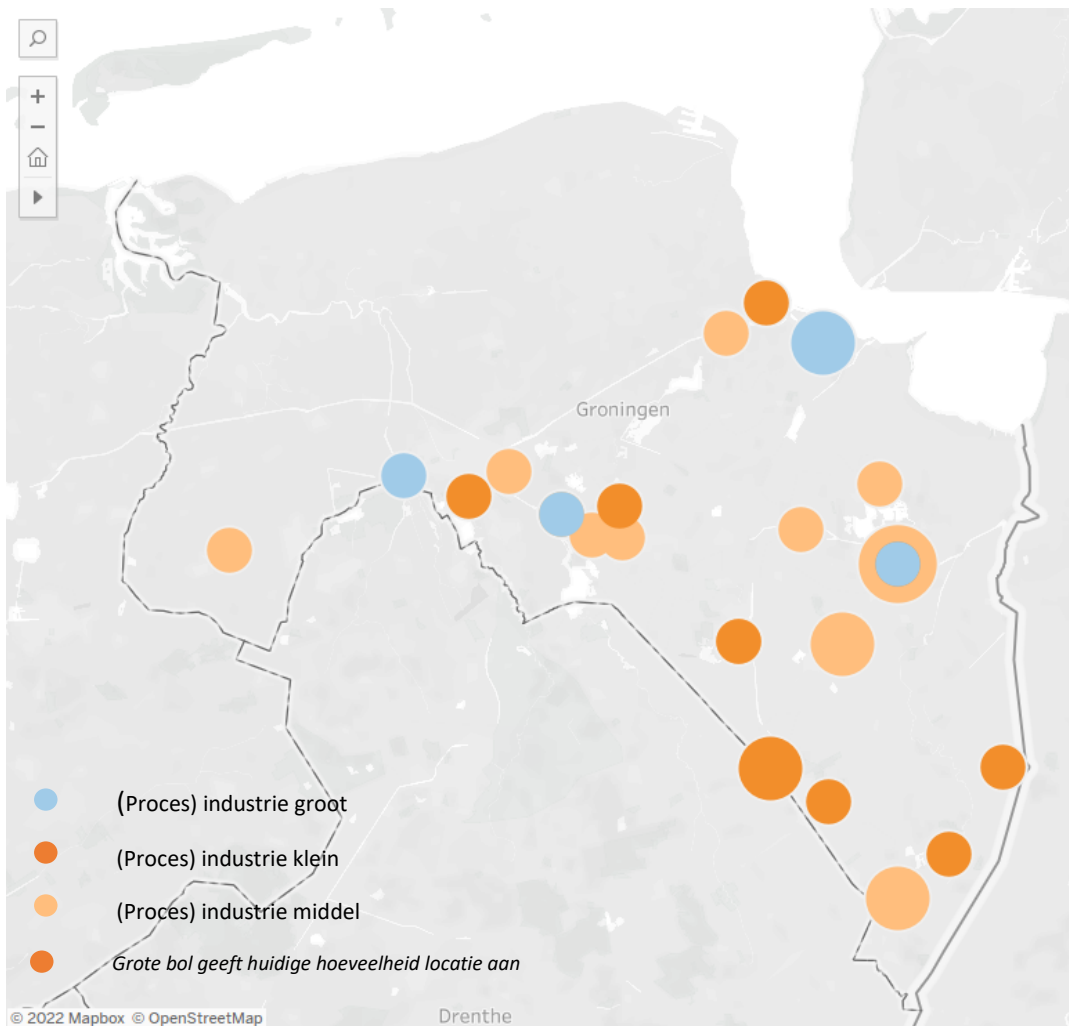 Groningen
(Proces) industrie groot
(Proces) industrie klein
(Proces) industrie middel
Grote bol geeft huidige hoeveelheid locatie aan
© 2022 Mapbox © OpenStreetMap
Drenthe